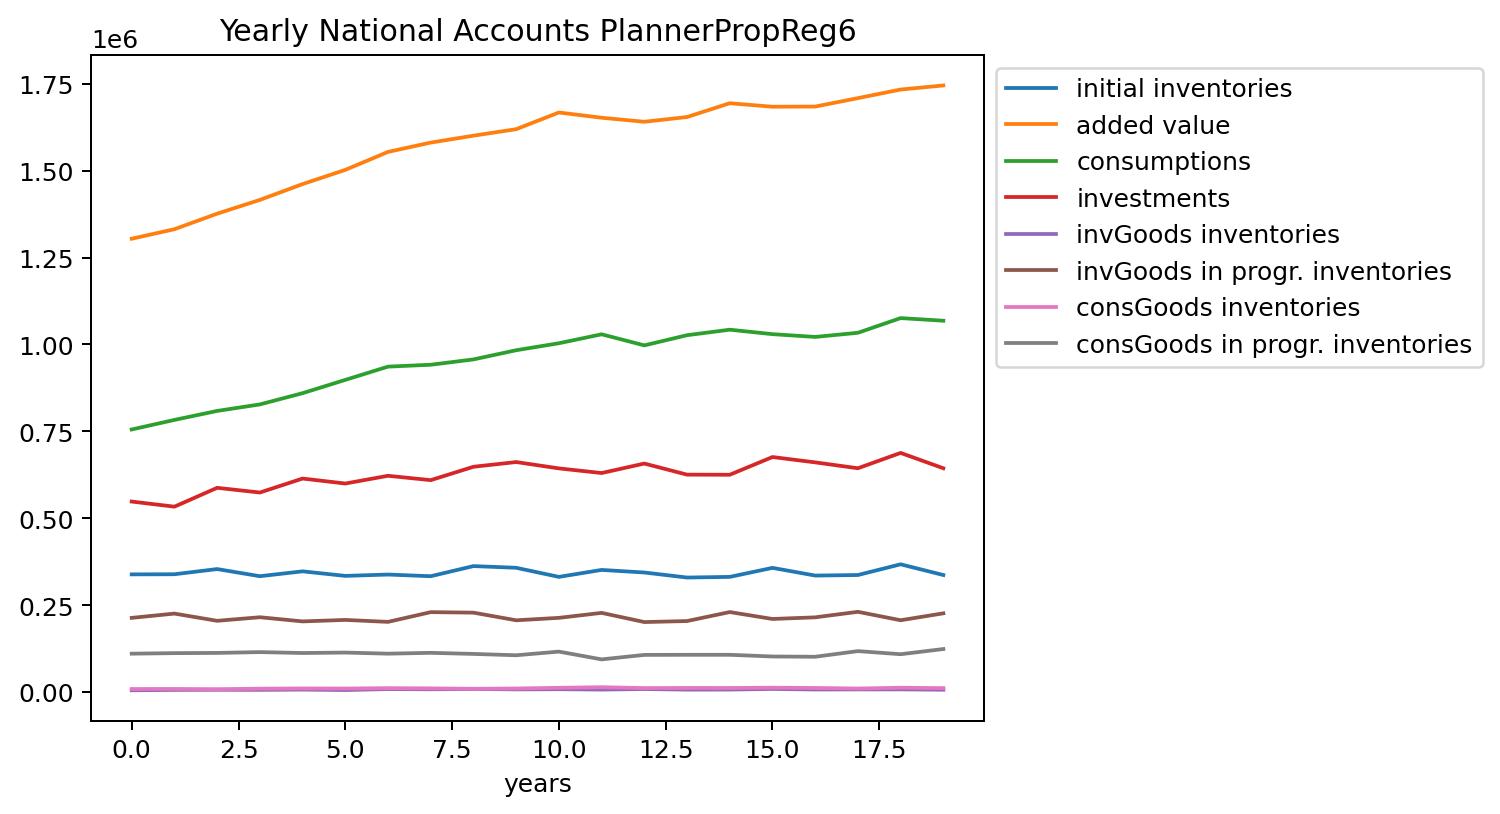 Yearly National Accounts PlannerPropReg6
1e6
1.75
1.50
1.25
1.00
0.75
0.50
0.25
0.00
0.0 2.5 5.0 7.5 10.0 12.5 15.0 17.5
years
initial inventories
added value
consumptions
investments
invGoods inventories
invGoods in progr. inventories
consGoods inventories
consGoods in progr. inventories